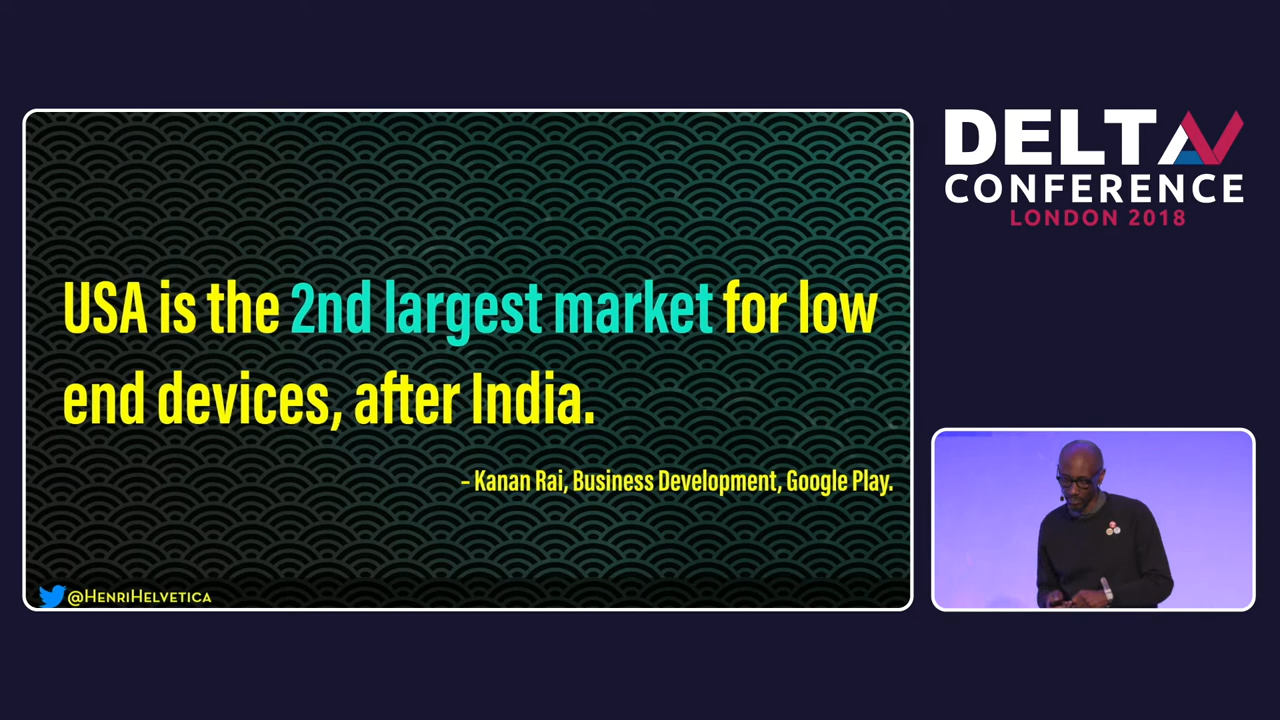 USA is the 2nd largest market for low
end devices, after India.
– Kanan Rai, Business Development, Google Play.
@HenriHelvetica
DELTA V
CONFERENCE
LONDON 2018